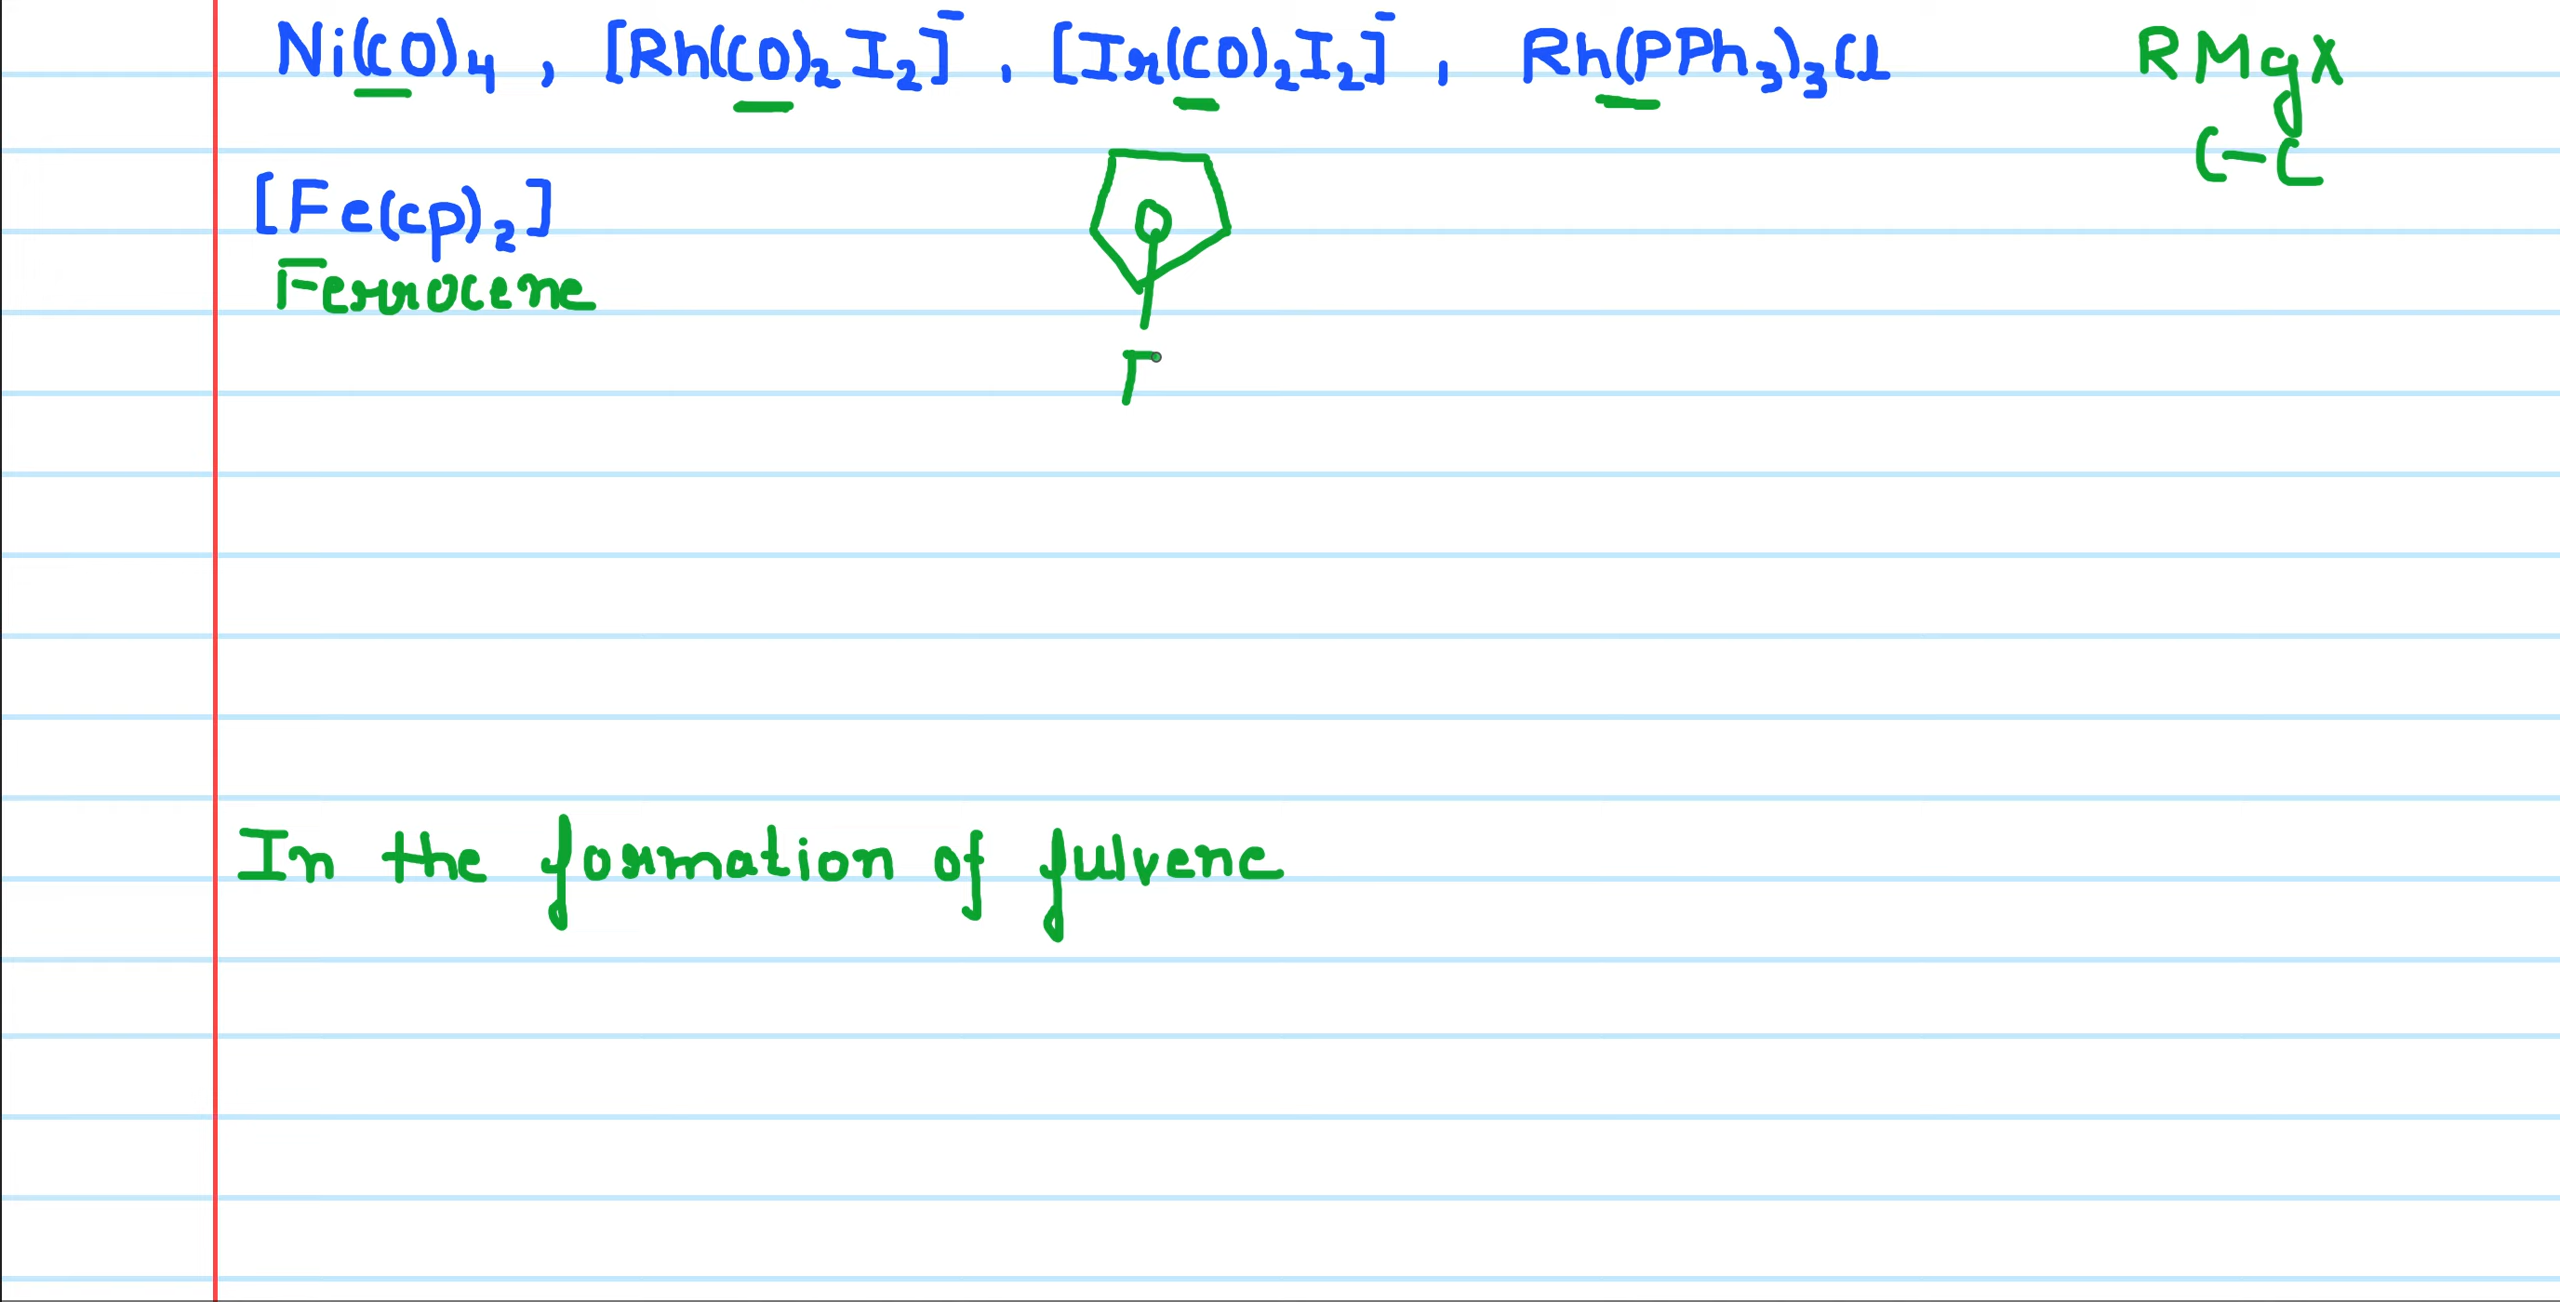 Ni(CO)₄ , [Rh(CO)₂I₂]⁻ , [Ir(CO)₂I₂]⁻ , Rh(PPh₃)₃Cl RMgX
C-C
[Fe(cp)₂]
Ferrocene
In the formation of fulvene